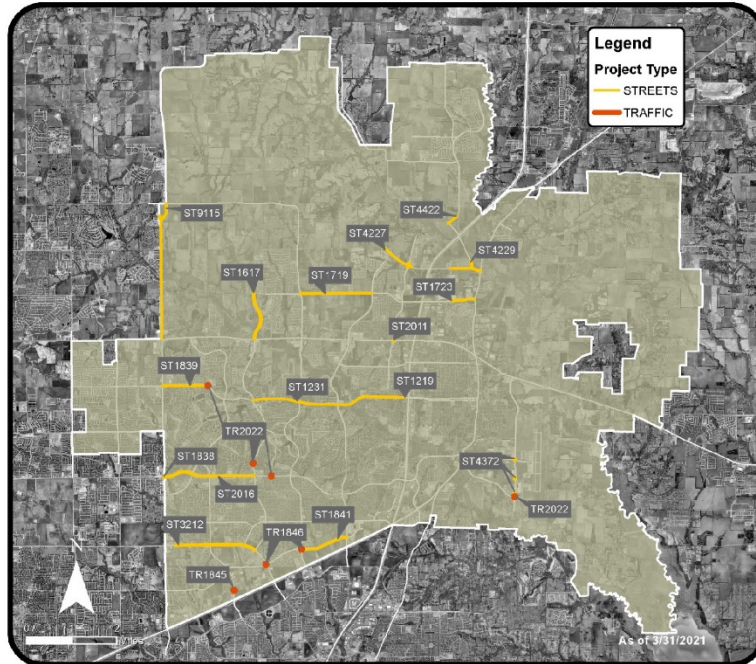 Legend
Project Type
STREETS
TRAFFIC
ST9115
ST4422
ST4227
ST4229
ST1617
ST1719
ST1723
ST2011
ST1839
ST1231
ST1219
TR2022
ST1838
ST4372
ST2016
TR2022
ST3212
TR1846
ST1841
TR1845
N
Miles
As of 3/31/2021